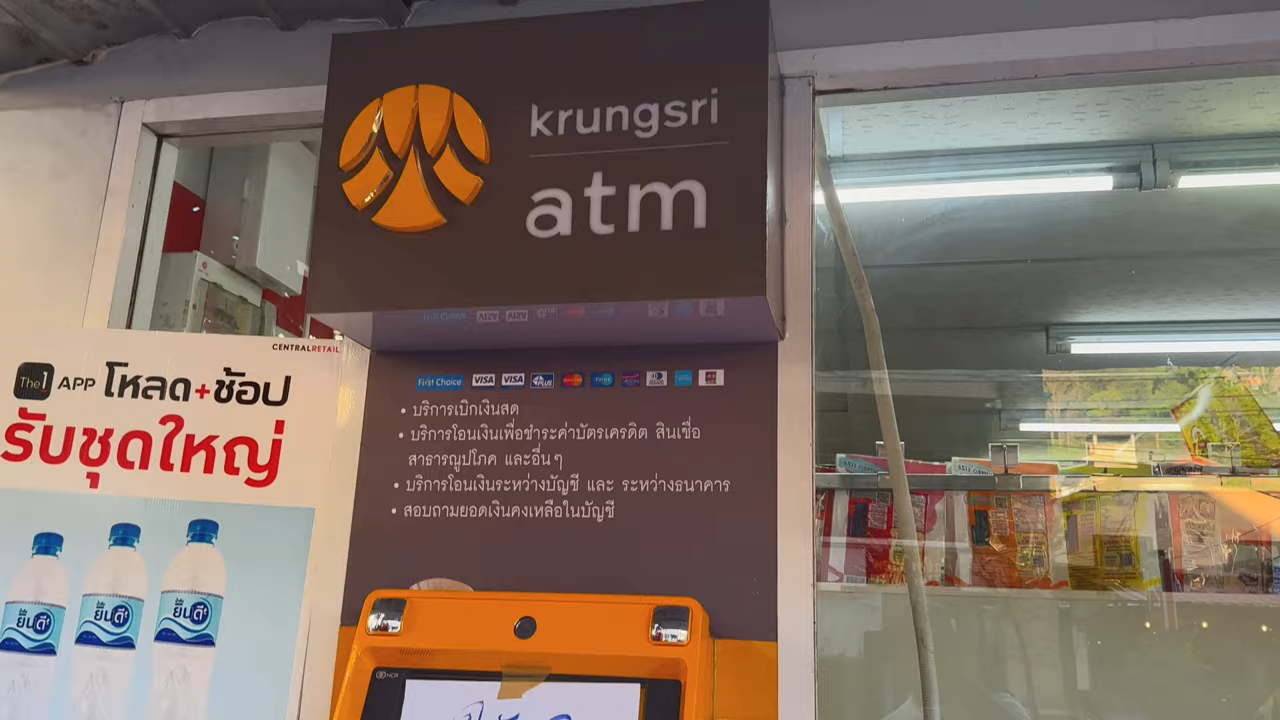 krungsri
atm
CENTRALRETAIL
The1 APP โหลด+ช้อป
รับชุดใหญ่
ยินดี
ยินดี
ยินดี
First Choice VISA VISA PLUS
• บริการเบิกเงินสด
• บริการโอนเงินเพื่อชำระค่าบัตรเครดิต สินเชื่อ
สาธารณูปโภค และอื่นๆ
• บริการโอนเงินระหว่างบัญชี และ ระหว่างธนาคาร
• สอบถามยอดเงินคงเหลือในบัญชี
NCR